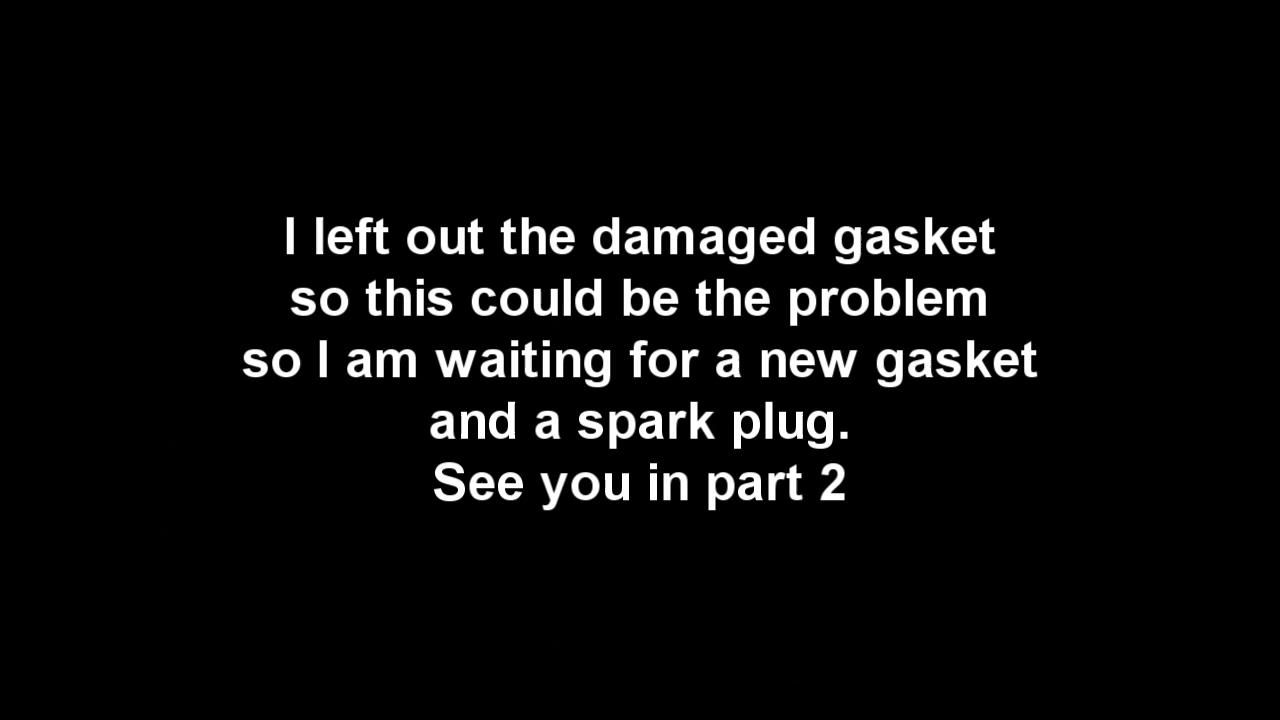 I left out the damaged gasket
so this could be the problem
so I am waiting for a new gasket
and a spark plug.
See you in part 2